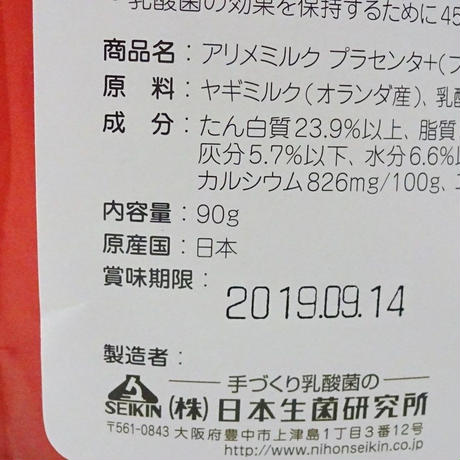 ・乳酸菌の効果を保持するために45
商品名：アリメミルク プラセンタ+(プ
原　料：ヤギミルク(オランダ産)、乳酸
成　分：たん白質23.9%以上、脂質
灰分5.7%以下、水分6.6%以
カルシウム826mg/100g、
内容量：90g
原産国：日本
賞味期限：
2019.09.14
製造者：
手づくり乳酸菌の
SEIKIN (株)日本生菌研究所
〒561-0843 大阪府豊中市上津島1丁目3番12号
http://www.nihonseikin.co.jp